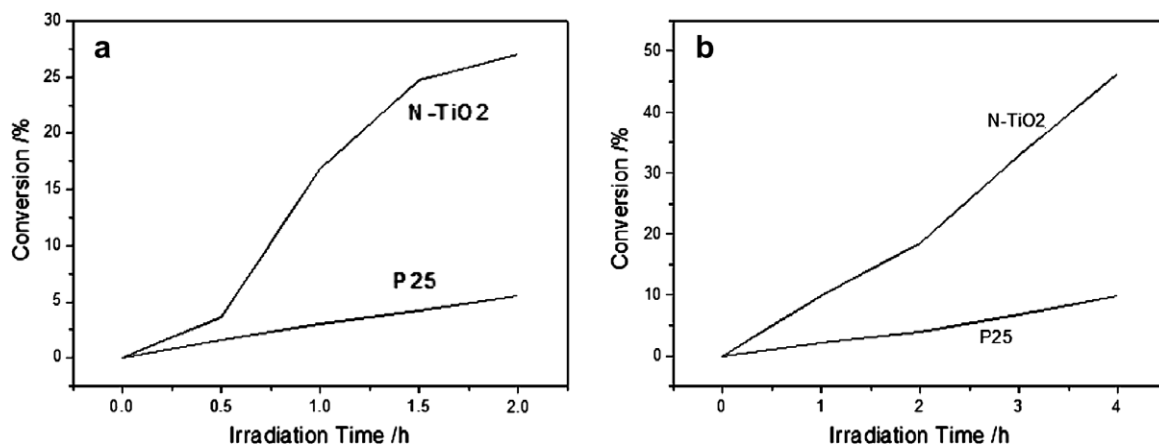 a
30
25
20
15
10
5
0
Conversion /%
N-TiO2
P25
0.0 0.5 1.0 1.5 2.0
Irradiation Time /h
b
50
40
30
20
10
0
Conversion /%
N-TiO2
P25
0 1 2 3 4
Irradiation Time /h